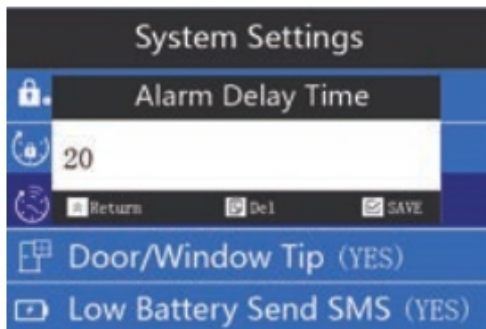 System Settings
Alarm Delay Time
20
Return Del SAVE
Door/Window Tip (YES)
Low Battery Send SMS (YES)